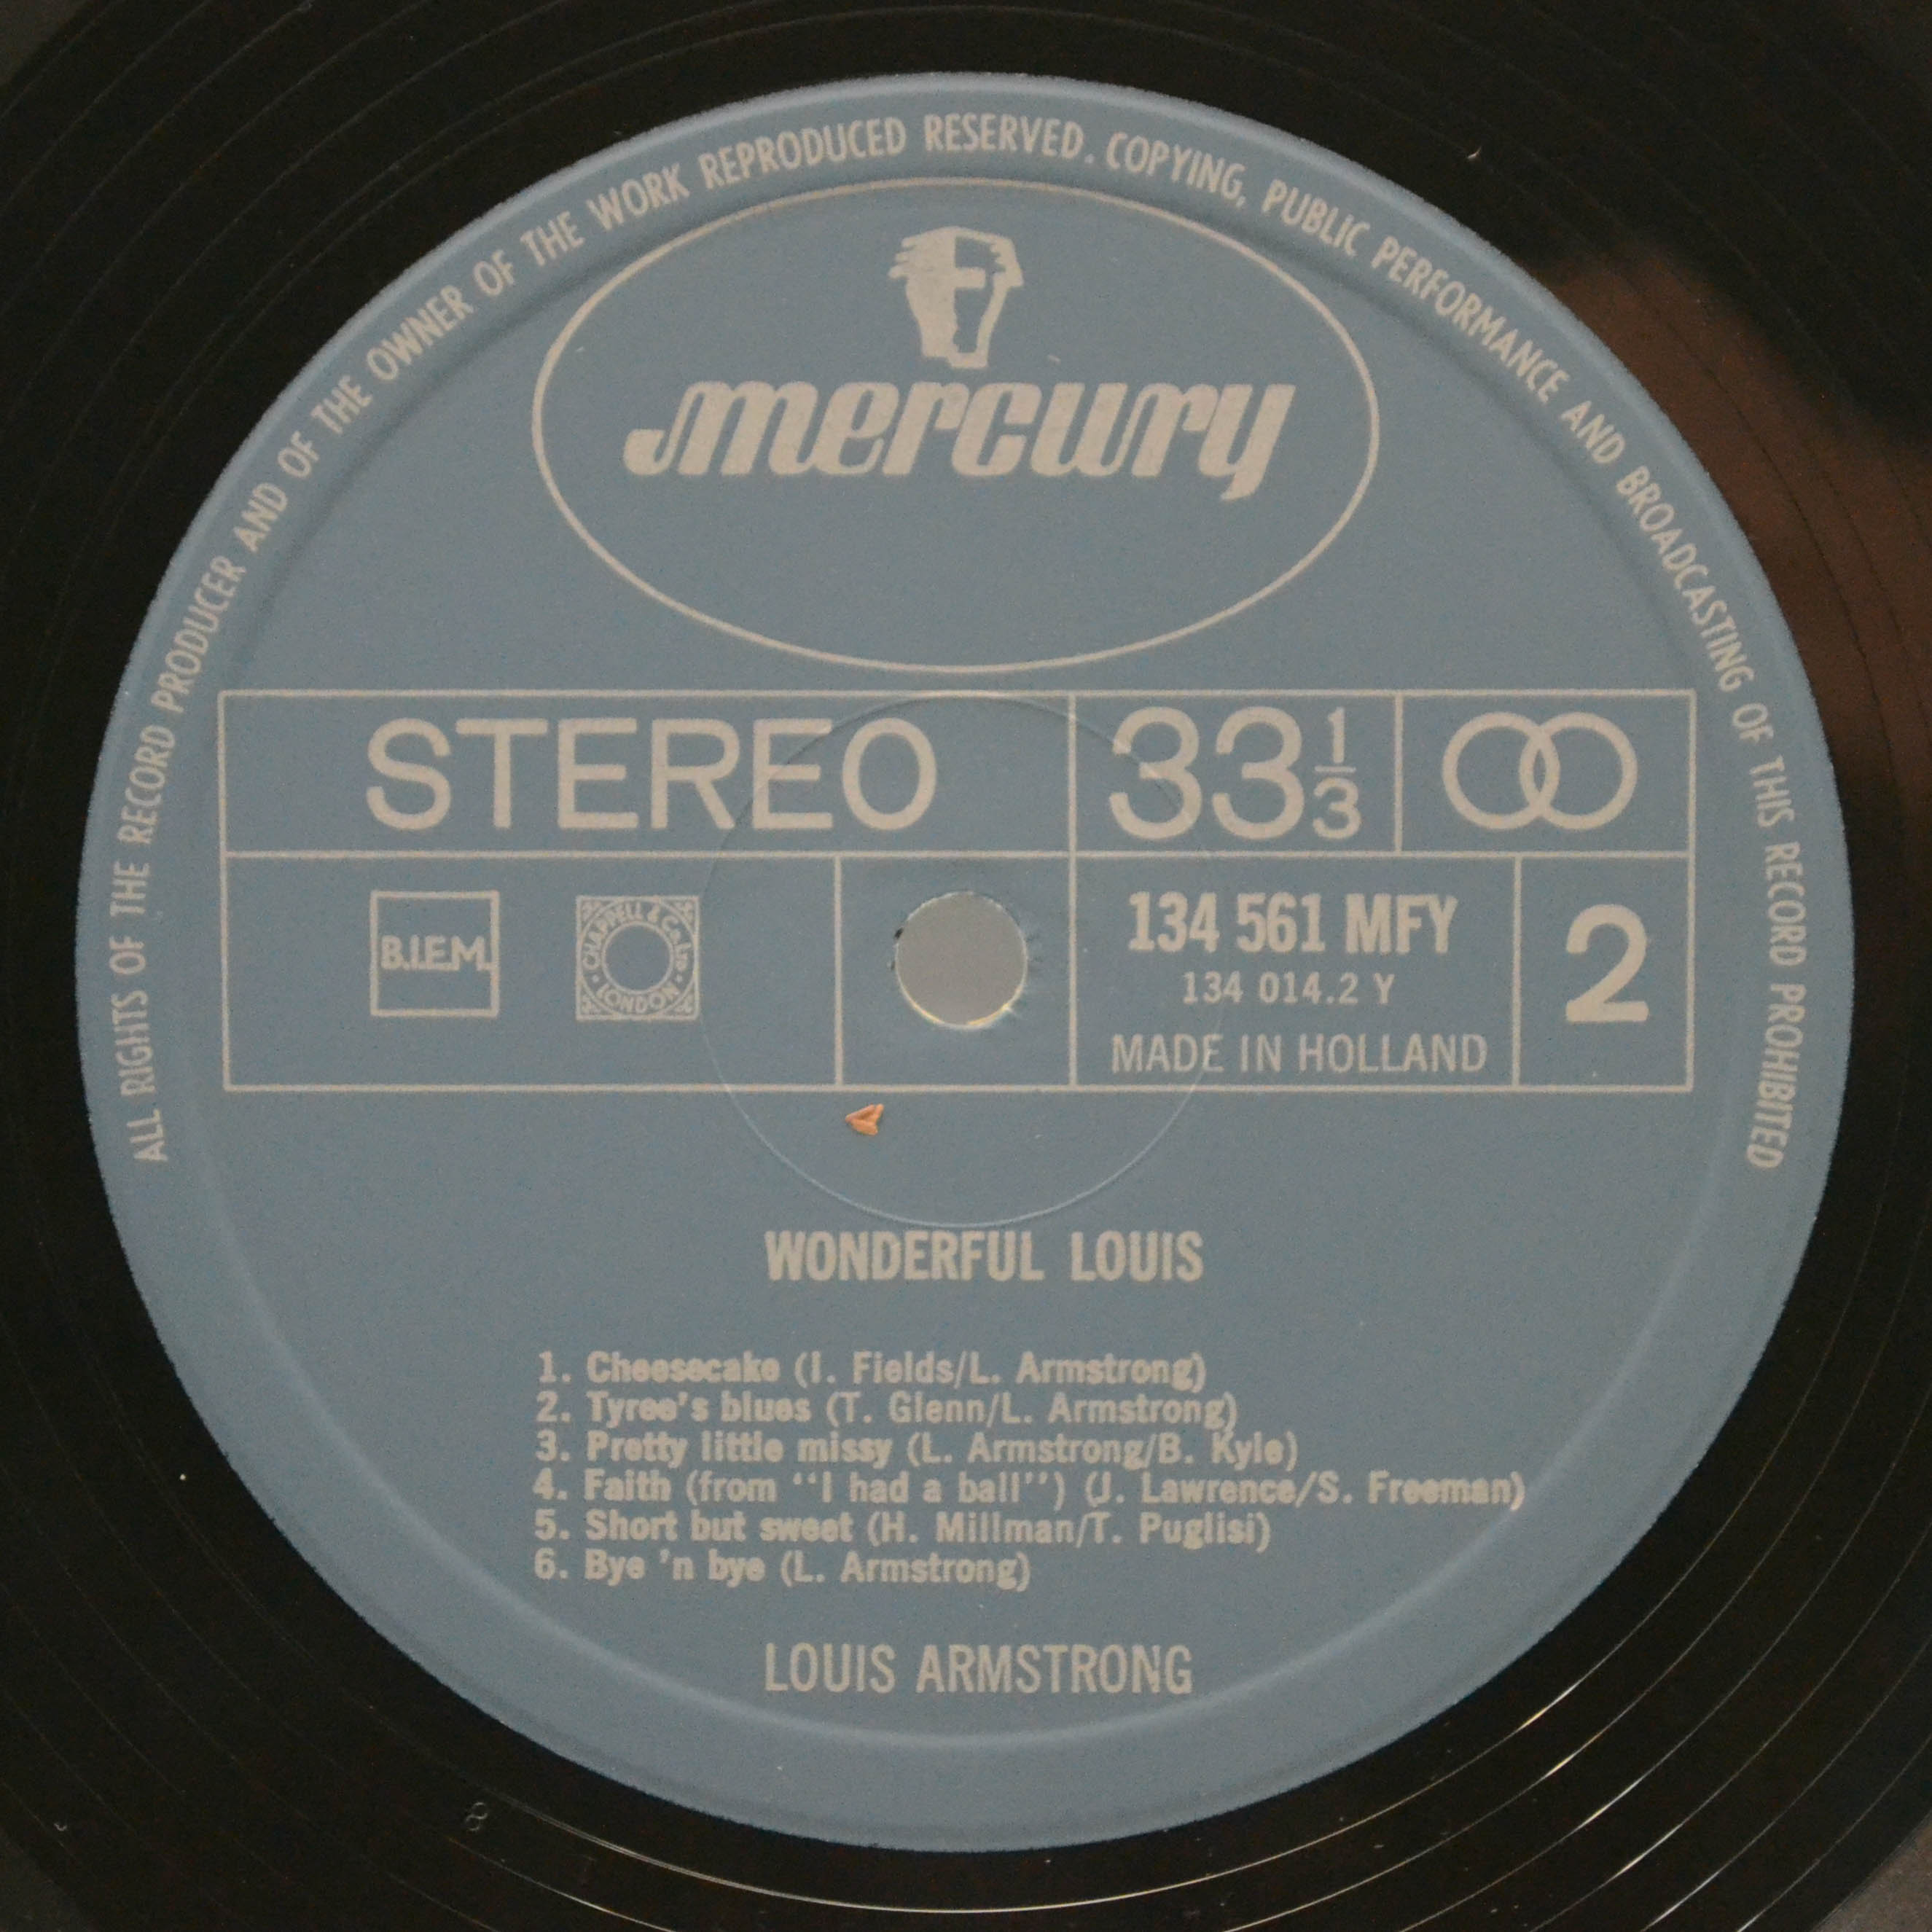 ALL RIGHTS OF THE RECORD PRODUCER AND OF THE OWNER OF THE WORK REPRODUCED RESERVED. COPYING, PUBLIC PERFORMANCE AND BROADCASTING OF THIS RECORD PROHIBITED
mercury
STEREO 33 1/3
B.I.E.M. CHAPPELL & Co. Ltd. LONDON
134 561 MFY
134 014.2 Y
MADE IN HOLLAND
2
WONDERFUL LOUIS
1. Cheesecake (I. Fields/L. Armstrong)
2. Tyree's blues (T. Glenn/L. Armstrong)
3. Pretty little missy (L. Armstrong/B. Kyle)
4. Faith (from "I had a ball") (J. Lawrence/S. Freeman)
5. Short but sweet (H. Millman/T. Puglisi)
6. Bye 'n bye (L. Armstrong)
LOUIS ARMSTRONG
8